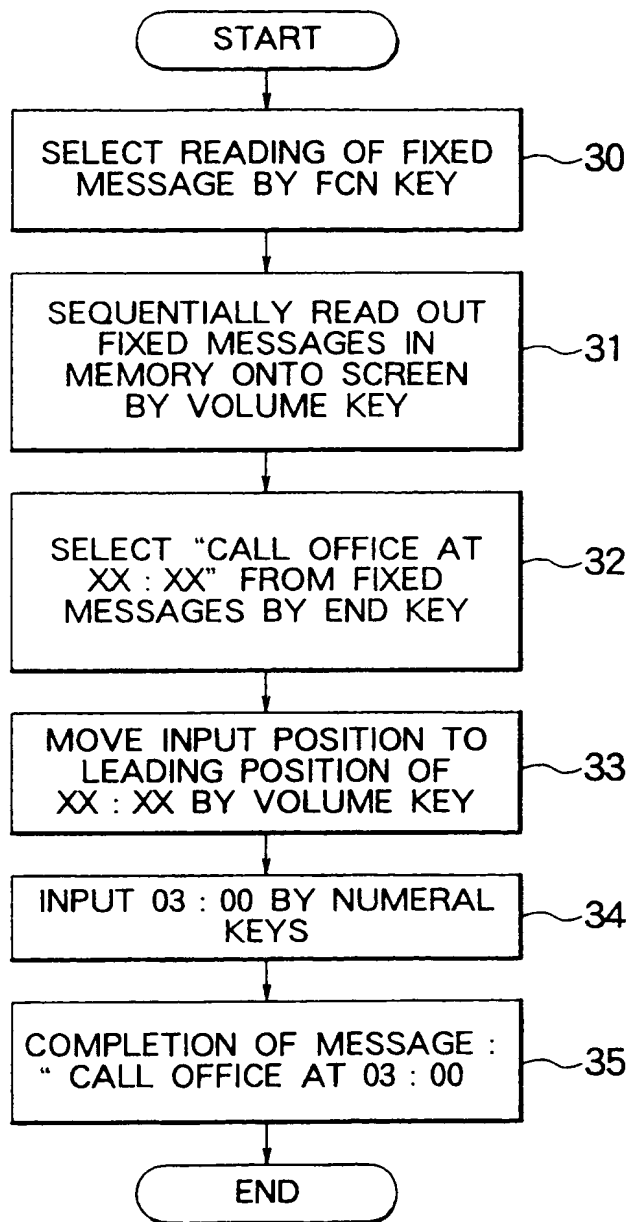 START
SELECT READING OF FIXED
MESSAGE BY FCN KEY
30
SEQUENTIALLY READ OUT
FIXED MESSAGES IN
MEMORY ONTO SCREEN
BY VOLUME KEY
31
SELECT “CALL OFFICE AT
XX : XX” FROM FIXED
MESSAGES BY END KEY
32
MOVE INPUT POSITION TO
LEADING POSITION OF
XX : XX BY VOLUME KEY
33
INPUT 03 : 00 BY NUMERAL
KEYS
34
COMPLETION OF MESSAGE :
“ CALL OFFICE AT 03 : 00
35
END